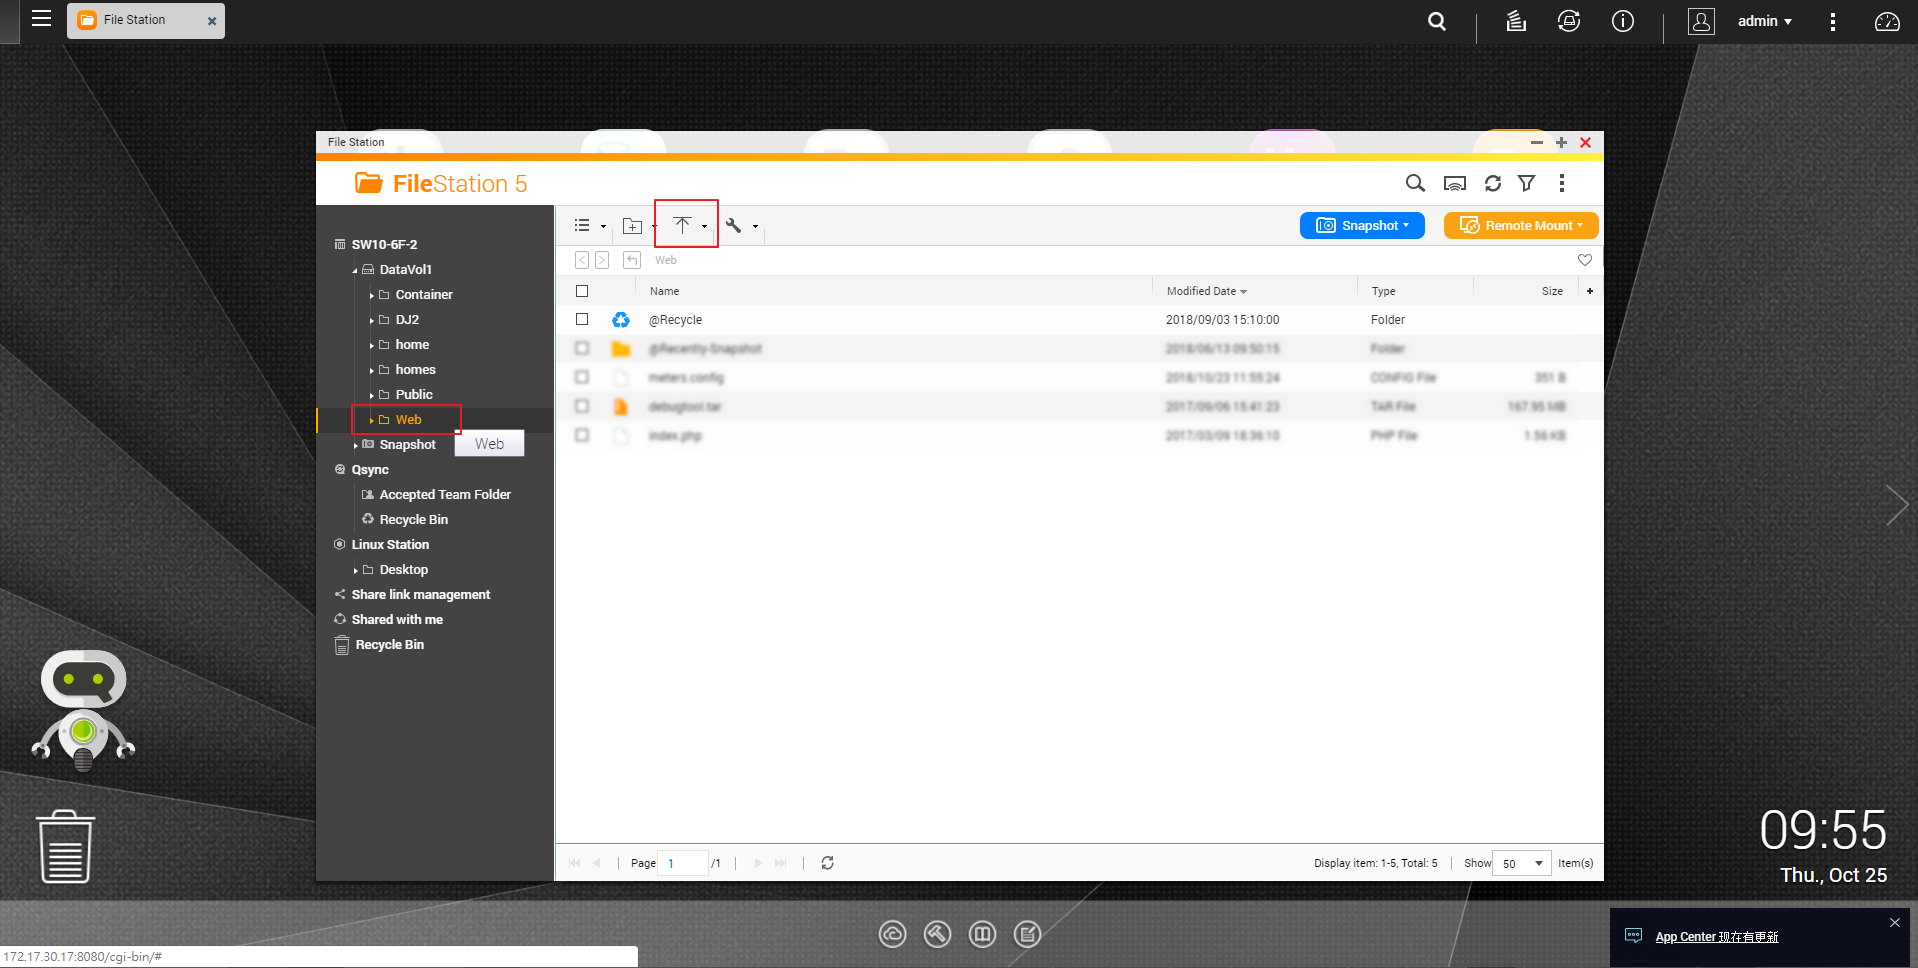 File Station
admin
File Station
FileStation 5
Snapshot
Remote Mount
SW10-6F-2
DataVol1
Container
DJ2
home
homes
Public
Web
Snapshot
Web
Qsync
Accepted Team Folder
Recycle Bin
Linux Station
Desktop
Share link management
Shared with me
Recycle Bin
Web
Name Modified Date Type Size
@Recycle 2018/09/03 15:10:00 Folder
@Recently-Snapshot 2018/06/13 09:50:15 Folder
meters.config 2018/10/23 11:55:24 CONFIG File 351 B
debugtool.tar 2017/09/06 15:41:23 TAR File 167.95 MB
index.php 2017/03/09 18:36:10 PHP File 1.56 KB
Page 1 /1
Display item: 1-5, Total: 5 Show 50 Item(s)
09:55
Thu., Oct 25
App Center 现在有更新
172.17.30.17:8080/cgi-bin/#